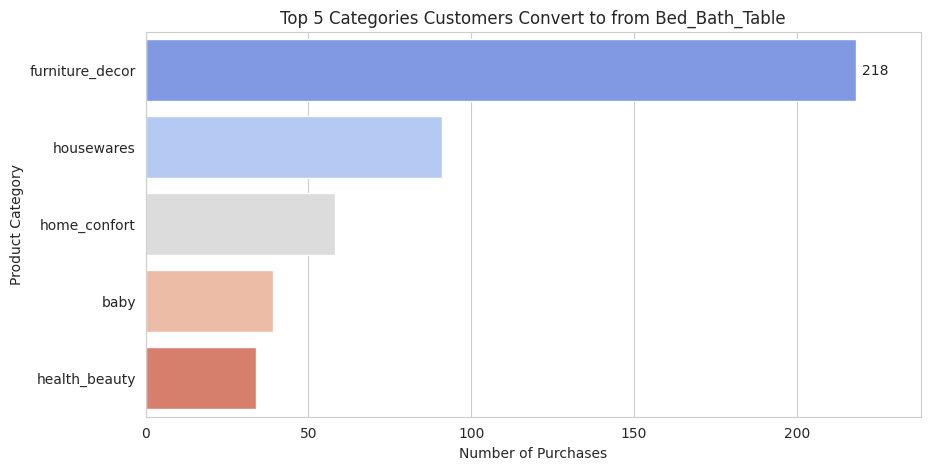 Top 5 Categories Customers Convert to from Bed_Bath_Table
Product Category
furniture_decor
218
housewares
home_confort
baby
health_beauty
0
50
100
150
200
Number of Purchases